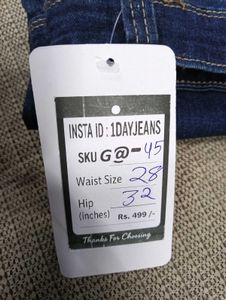 INSTA ID : 1DAYJEANS
SKU G@-45
Waist Size 28
Hip 32
(inches) Rs. 499 /-
Thanks For Choosing